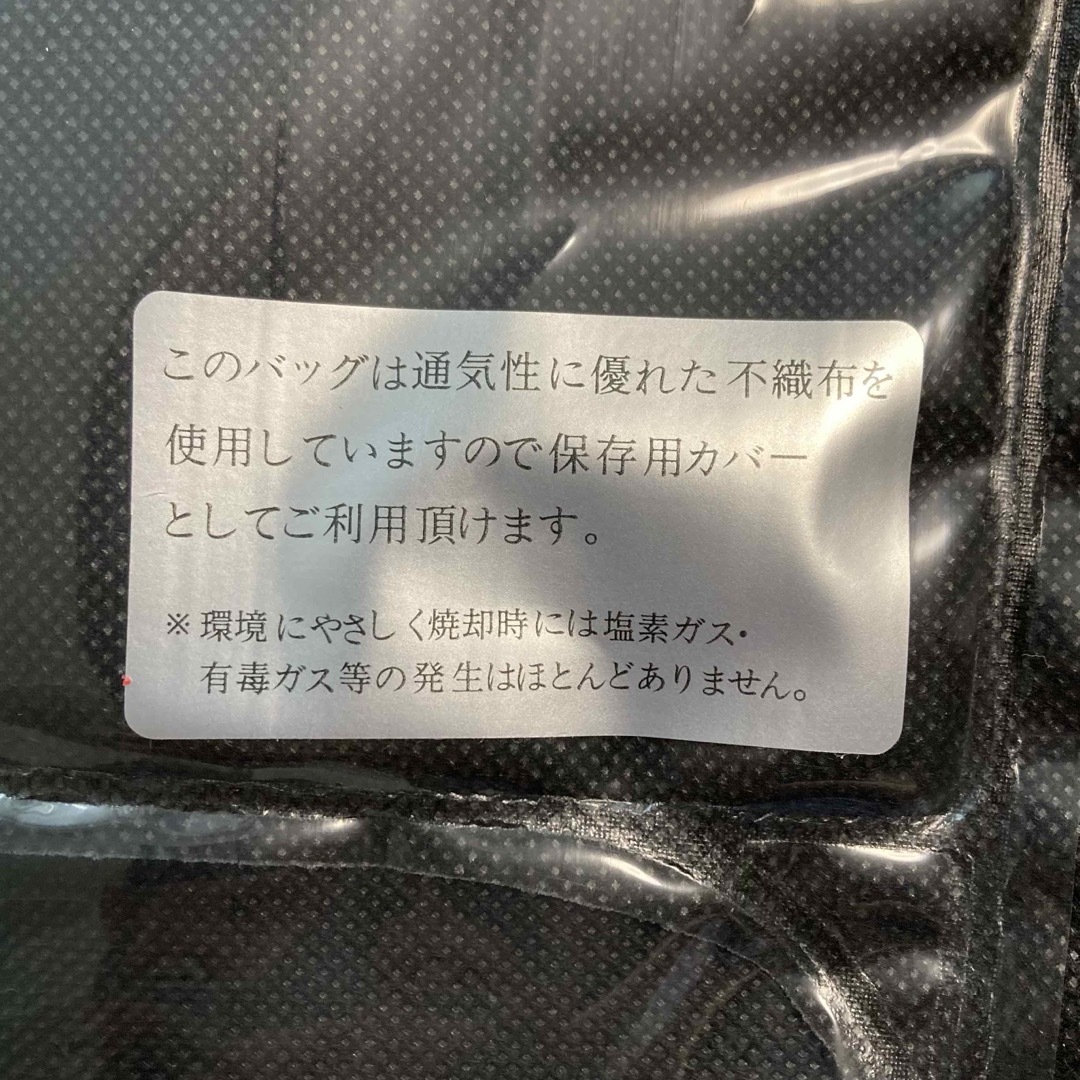 このバッグは通気性に優れた不織布を
使用していますので保存用カバー
としてご利用頂けます。
※環境にやさしく焼却時には塩素ガス・
有毒ガス等の発生はほとんどありません。